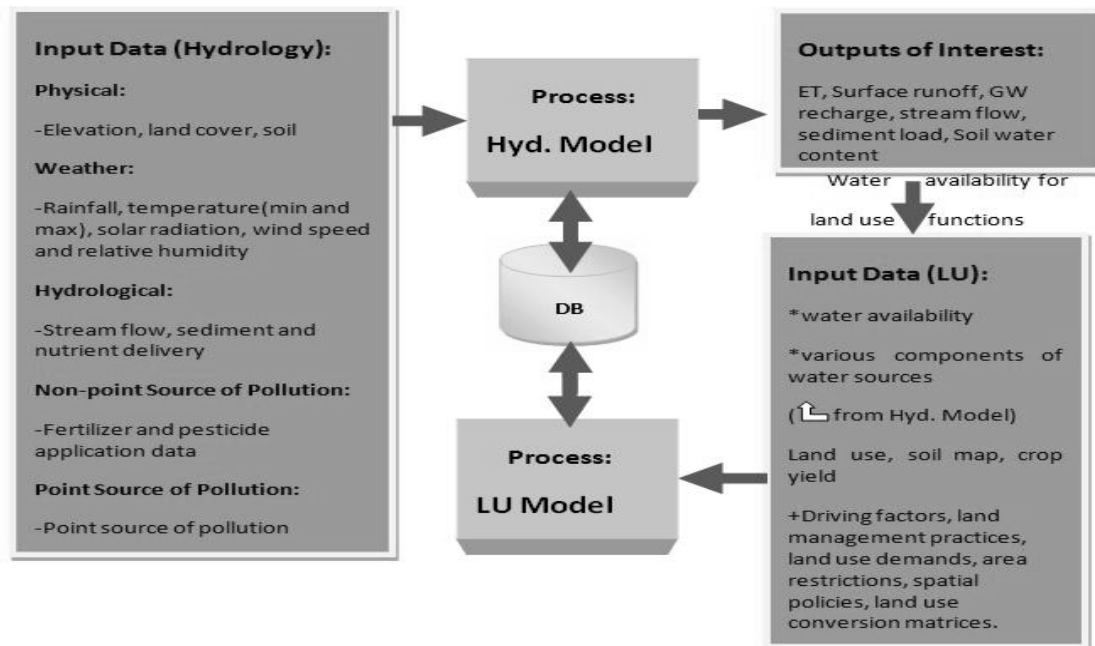 Input Data (Hydrology):
Physical:
-Elevation, land cover, soil
Weather:
-Rainfall, temperature(min and
max), solar radiation, wind speed
and relative humidity
Hydrological:
-Stream flow, sediment and
nutrient delivery
Non-point Source of Pollution:
-Fertilizer and pesticide
application data
Point Source of Pollution:
-Point source of pollution
Process:
Hyd. Model
DB
Process:
LU Model
Outputs of Interest:
ET, Surface runoff, GW
recharge, stream flow,
sediment load, Soil water
content
Water availability for
land use functions
Input Data (LU):
*water availability
*various components of
water sources
(from Hyd. Model)
Land use, soil map, crop
yield
+Driving factors, land
management practices,
land use demands, area
restrictions, spatial
policies, land use
conversion matrices.